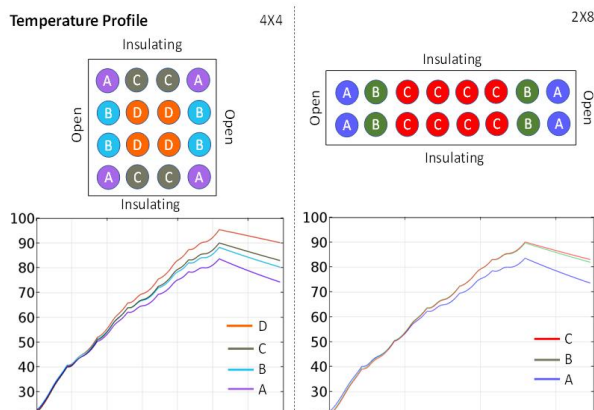 Temperature Profile 4X4
Insulating
A C C A
B D D B
B D D B
A C C A
Open
Open
Insulating
100
90
80
70
60
50
40
30
D
C
B
A
2X8
Insulating
A B C C C C B A
A B C C C C B A
Open
Open
Insulating
100
90
80
70
60
50
40
30
C
B
A